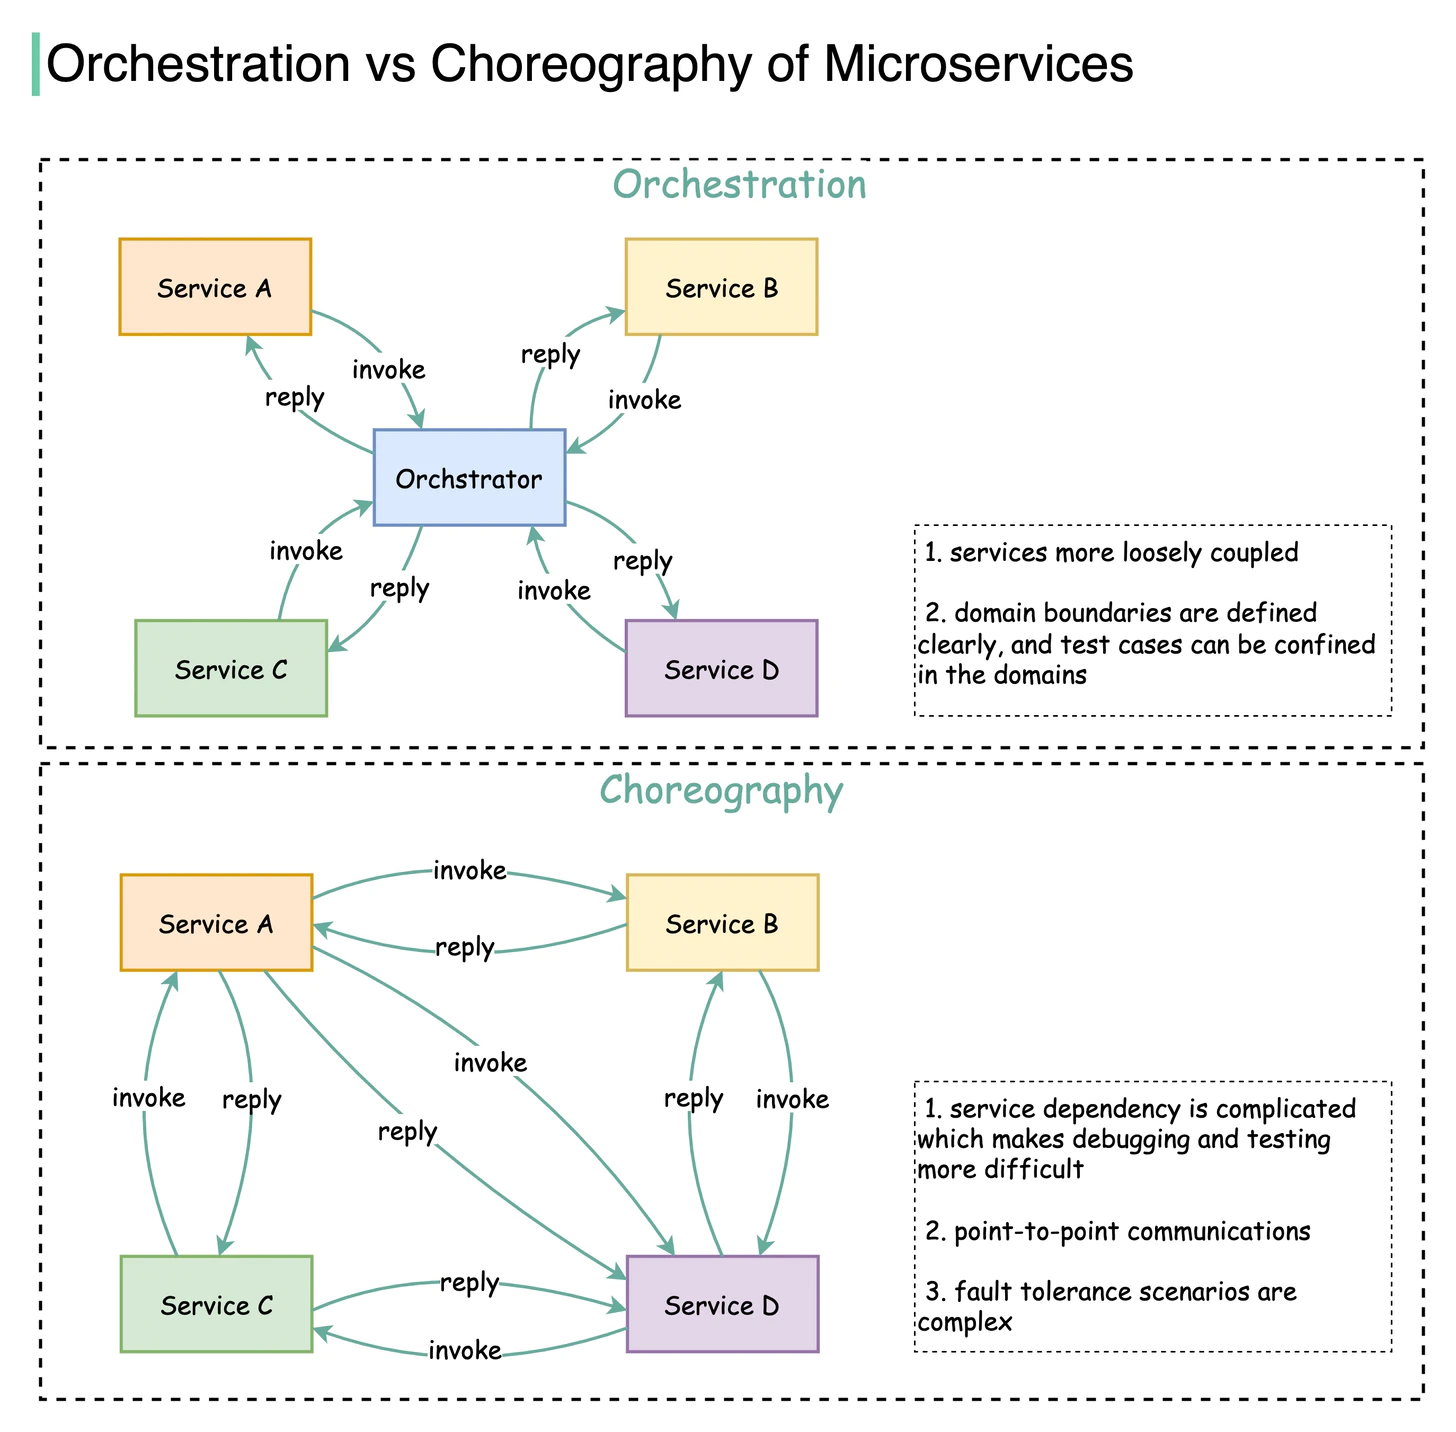 Orchestration vs Choreography of Microservices
Orchestration
Service A
Service B
invoke
reply
reply
invoke
Orchstrator
invoke
reply
reply
invoke
Service C
Service D
1. services more loosely coupled
2. domain boundaries are defined
clearly, and test cases can be confined
in the domains
Choreography
Service A
Service B
invoke
reply
invoke
reply
invoke
reply
reply
invoke
Service C
Service D
reply
invoke
1. service dependency is complicated
which makes debugging and testing
more difficult
2. point-to-point communications
3. fault tolerance scenarios are
complex